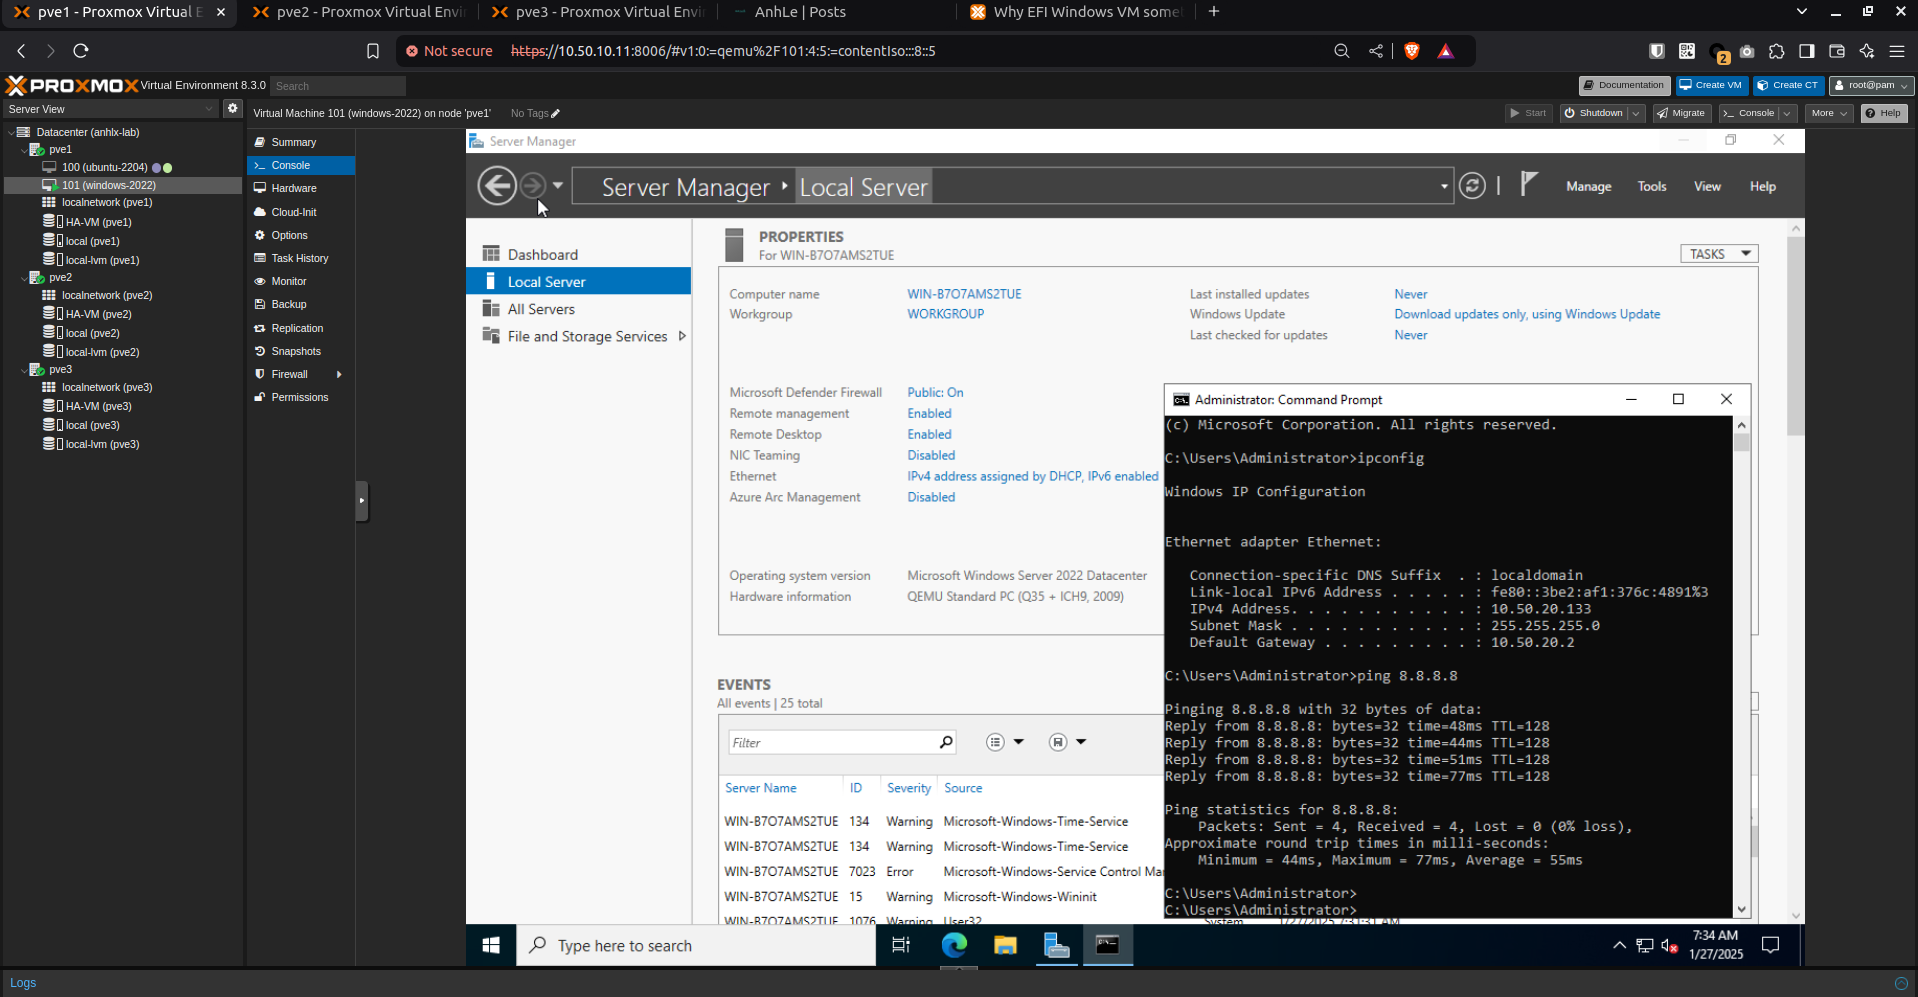 pve1 - Proxmox Virtual E
pve2 - Proxmox Virtual Envi
pve3 - Proxmox Virtual Envi
AnhLe | Posts
Why EFI Windows VM some
Not secure
https://10.50.10.11:8006/#v1:0:=qemu%2F101:4:5:=contentIso:::8::5
2
PROXMOX Virtual Environment 8.3.0
Search
Documentation
Create VM
Create CT
root@pam
Server View
Virtual Machine 101 (windows-2022) on node 'pve1'
No Tags
Start
Shutdown
Migrate
Console
More
Help
Datacenter (anhlx-lab)
pve1
100 (ubuntu-2204)
101 (windows-2022)
localnetwork (pve1)
HA-VM (pve1)
local (pve1)
local-lvm (pve1)
pve2
localnetwork (pve2)
HA-VM (pve2)
local (pve2)
local-lvm (pve2)
pve3
localnetwork (pve3)
HA-VM (pve3)
local (pve3)
local-lvm (pve3)
Summary
Console
Hardware
Cloud-Init
Options
Task History
Monitor
Backup
Replication
Snapshots
Firewall
Permissions
Server Manager
Server Manager
Local Server
Manage
Tools
View
Help
Dashboard
Local Server
All Servers
File and Storage Services
PROPERTIES
For WIN-B7O7AMS2TUE
TASKS
Computer name
WIN-B7O7AMS2TUE
Workgroup
WORKGROUP
Last installed updates
Never
Windows Update
Download updates only, using Windows Update
Last checked for updates
Never
Microsoft Defender Firewall
Public: On
Remote management
Enabled
Remote Desktop
Enabled
NIC Teaming
Disabled
Ethernet
IPv4 address assigned by DHCP, IPv6 enabled
Azure Arc Management
Disabled
Operating system version
Microsoft Windows Server 2022 Datacenter
Hardware information
QEMU Standard PC (Q35 + ICH9, 2009)
EVENTS
All events | 25 total
Filter
Server Name ID Severity Source
WIN-B7O7AMS2TUE 134 Warning Microsoft-Windows-Time-Service
WIN-B7O7AMS2TUE 134 Warning Microsoft-Windows-Time-Service
WIN-B7O7AMS2TUE 7023 Error Microsoft-Windows-Service Control Ma
WIN-B7O7AMS2TUE 15 Warning Microsoft-Windows-Wininit
WIN-B7O7AMS2TUE 1076 Warning User32 System 1/27/2025 7:31:31 AM
Administrator: Command Prompt
(c) Microsoft Corporation. All rights reserved.
C:\Users\Administrator>ipconfig
Windows IP Configuration
Ethernet adapter Ethernet:
Connection-specific DNS Suffix . : localdomain
Link-local IPv6 Address . . . . . : fe80::3be2:af1:376c:4891%3
IPv4 Address. . . . . . . . . . . : 10.50.20.133
Subnet Mask . . . . . . . . . . . : 255.255.255.0
Default Gateway . . . . . . . . . : 10.50.20.2
C:\Users\Administrator>ping 8.8.8.8
Pinging 8.8.8.8 with 32 bytes of data:
Reply from 8.8.8.8: bytes=32 time=48ms TTL=128
Reply from 8.8.8.8: bytes=32 time=44ms TTL=128
Reply from 8.8.8.8: bytes=32 time=51ms TTL=128
Reply from 8.8.8.8: bytes=32 time=77ms TTL=128
Ping statistics for 8.8.8.8:
Packets: Sent = 4, Received = 4, Lost = 0 (0% loss),
Approximate round trip times in milli-seconds:
Minimum = 44ms, Maximum = 77ms, Average = 55ms
C:\Users\Administrator>
C:\Users\Administrator>
Type here to search
7:34 AM
1/27/2025
Logs